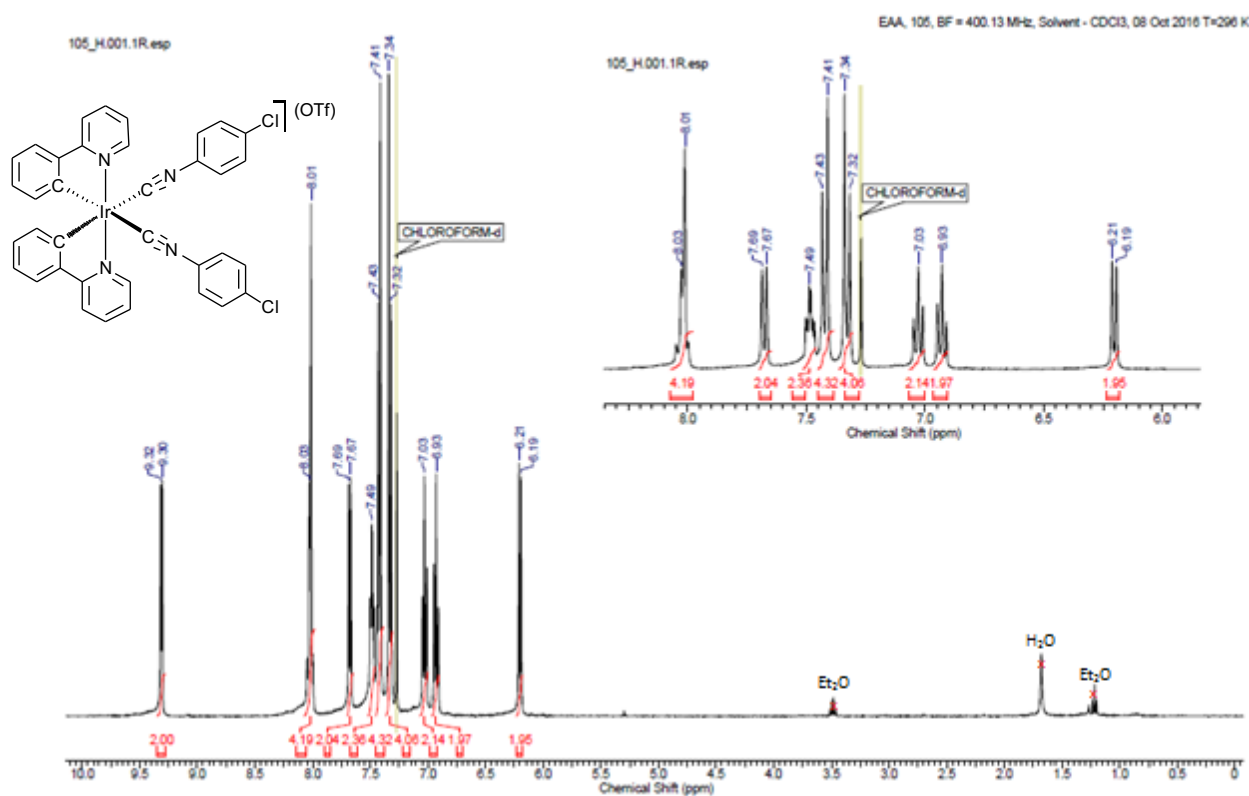 EAA, 105, BF = 400.13 MHz, Solvent - CDCl3, 08 Oct 2016 T=296 K
105_H.001.1R.esp
(OTf)
Cl
N
C
N
C
Ir
C
C
N
N
Cl
8.01
7.43
7.41
7.34
7.32
CHLOROFORM-d
9.32
9.30
8.03
7.69
7.67
7.49
7.03
6.93
6.21
6.19
Et2O
H2O
Et2O
2.00
4.19
2.04
2.36
4.32
4.06
2.14
1.97
1.95
10.0 9.5 9.0 8.5 8.0 7.5 7.0 6.5 6.0 5.5 5.0 4.5 4.0 3.5 3.0 2.5 2.0 1.5 1.0 0.5 0
Chemical Shift (ppm)
105_H.001.1R.esp
8.03
8.01
7.69
7.67
7.49
7.43
7.41
7.34
7.32
CHLOROFORM-d
7.03
6.93
6.21
6.19
4.19
2.04
2.36
4.32
4.06
2.14
1.97
1.95
8.0 7.5 7.0 6.5 6.0
Chemical Shift (ppm)